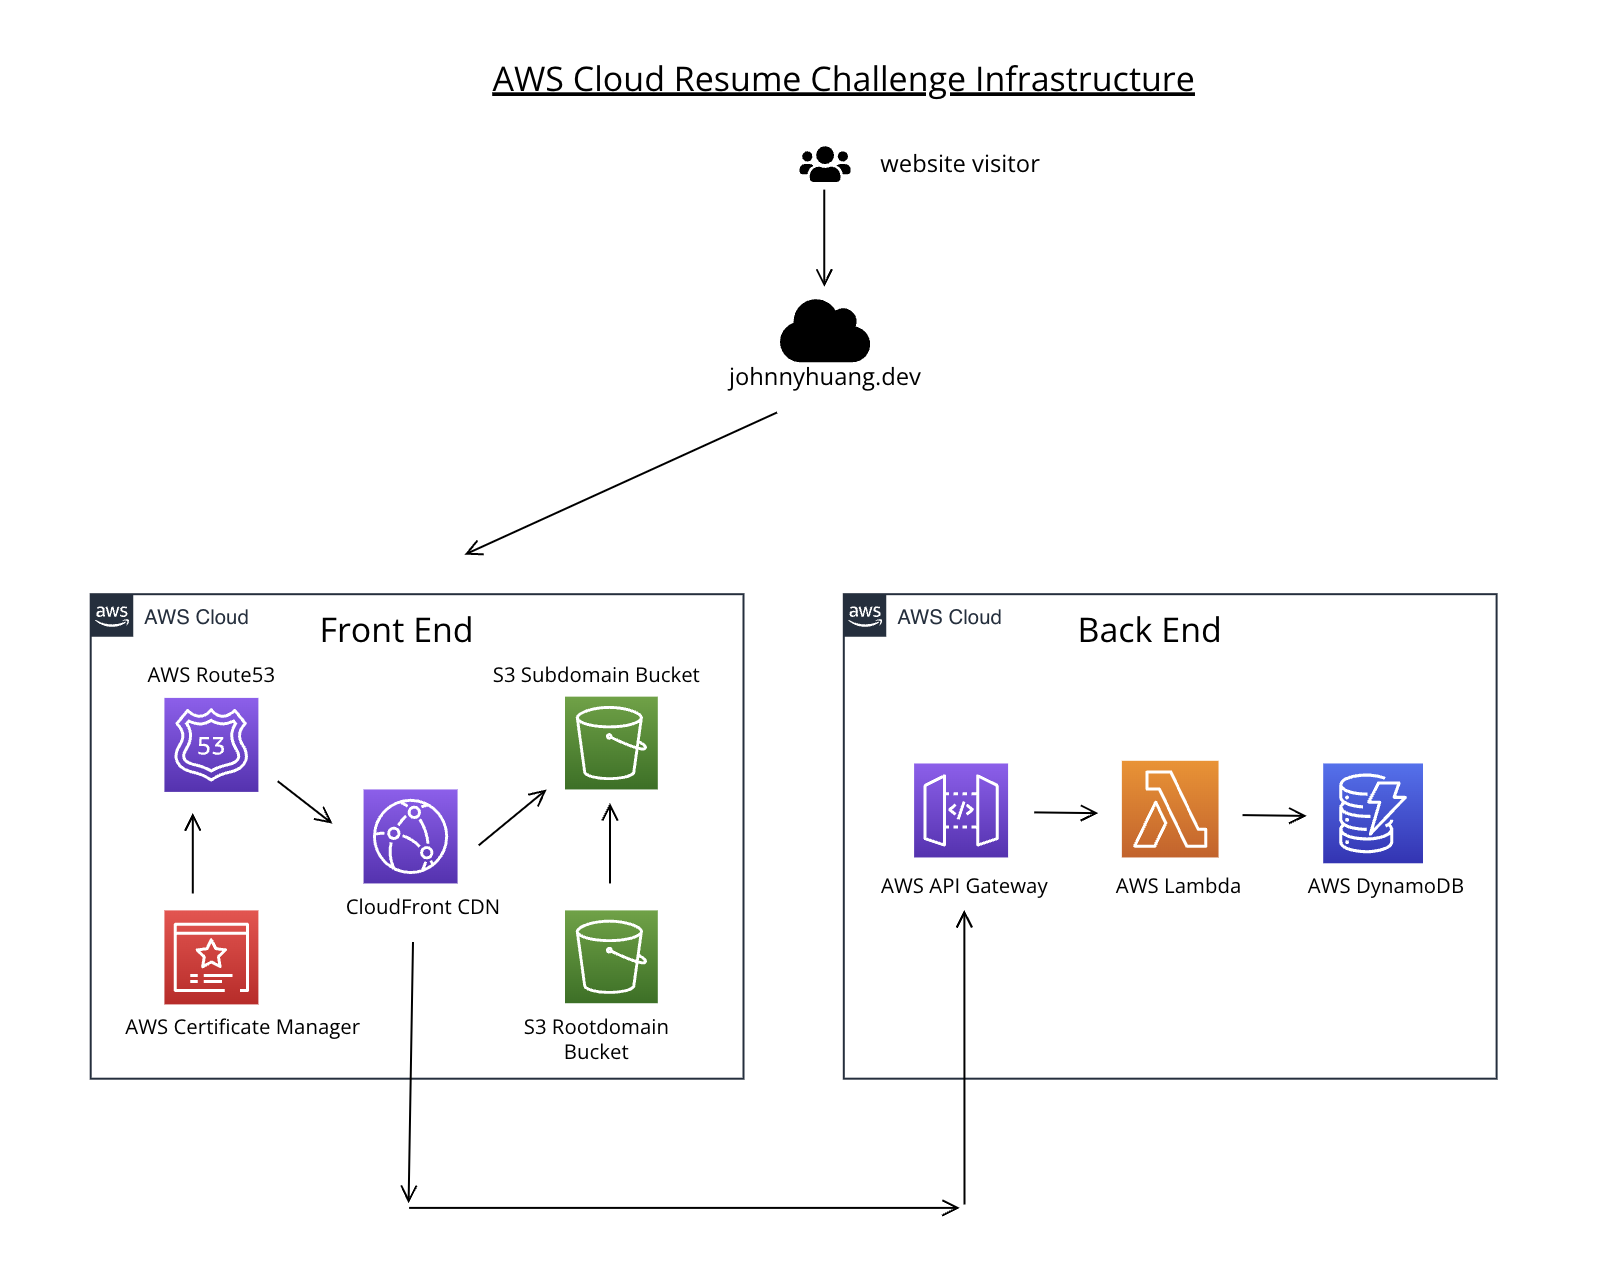 AWS Cloud Resume Challenge Infrastructure
website visitor
johnnyhuang.dev
aws
AWS Cloud
Front End
AWS Route53
S3 Subdomain Bucket
53
CloudFront CDN
AWS Certificate Manager
S3 Rootdomain
Bucket
aws
AWS Cloud
Back End
</>
AWS API Gateway
AWS Lambda
AWS DynamoDB